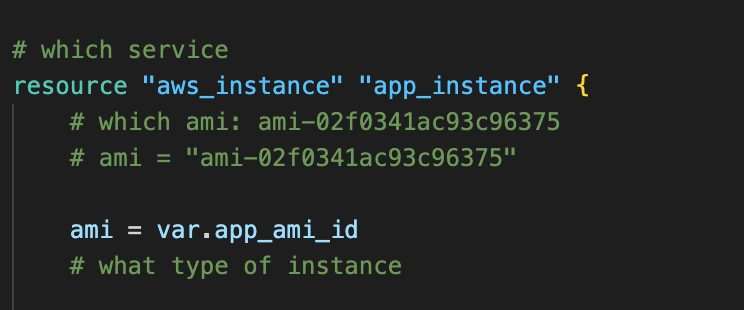 # which service
resource "aws_instance" "app_instance" {
# which ami: ami-02f0341ac93c96375
# ami = "ami-02f0341ac93c96375"
ami = var.app_ami_id
# what type of instance